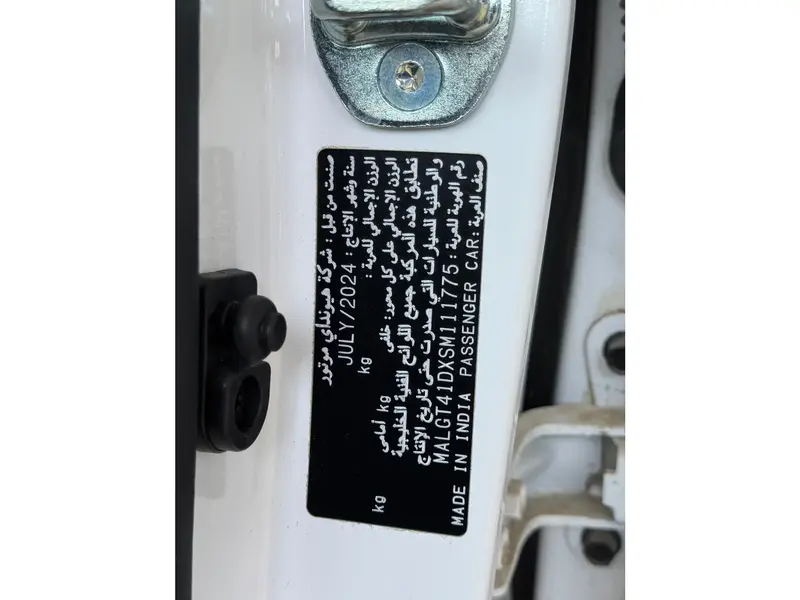 صنعت من قبل : شركة هيونداي موتور
سنة وشهر الإنتاج : JULY/2024
الوزن الإجمالي للعربة : kg
الوزن الإجمالي على كل محور: خلفي kg أمامي kg
تطابق هذه المركبة جميع اللوائح الفنية الخليجية
والوطنية للسيارات التي صدرت حتى تاريخ الإنتاج
رقم الهوية للعربة : MALGT41DXSM111775
صنف العربة : MADE IN INDIA PASSENGER CAR